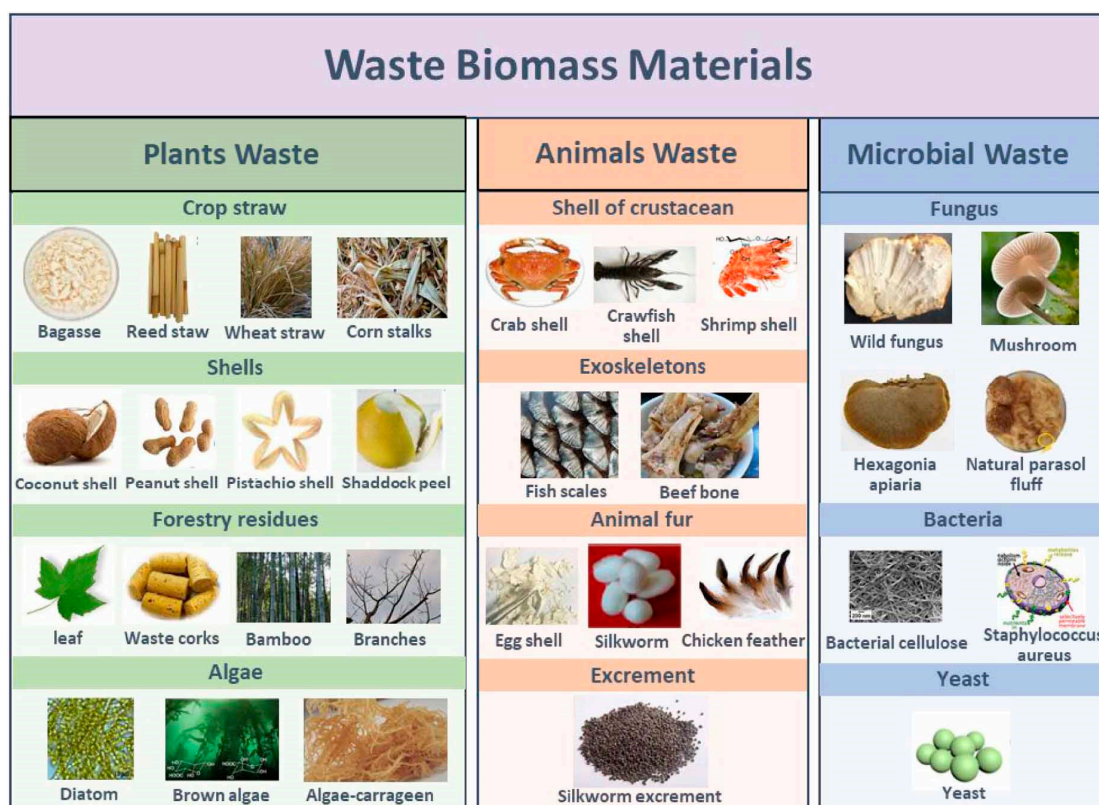 Waste Biomass Materials
Plants Waste
Crop straw
Bagasse
Reed staw
Wheat straw
Corn stalks
Shells
Coconut shell
Peanut shell
Pistachio shell
Shaddock peel
Forestry residues
leaf
Waste corks
Bamboo
Branches
Algae
Diatom
Brown algae
Algae-carrageen
Animals Waste
Shell of crustacean
Crab shell
Crawfish
shell
Shrimp shell
Exoskeletons
Fish scales
Beef bone
Animal fur
Egg shell
Silkworm
Chicken feather
Excrement
Silkworm excrement
Microbial Waste
Fungus
Wild fungus
Mushroom
Hexagonia
apiaria
Natural parasol
fluff
Bacteria
Bacterial cellulose
Staphylococcus
aureus
Yeast
Yeast